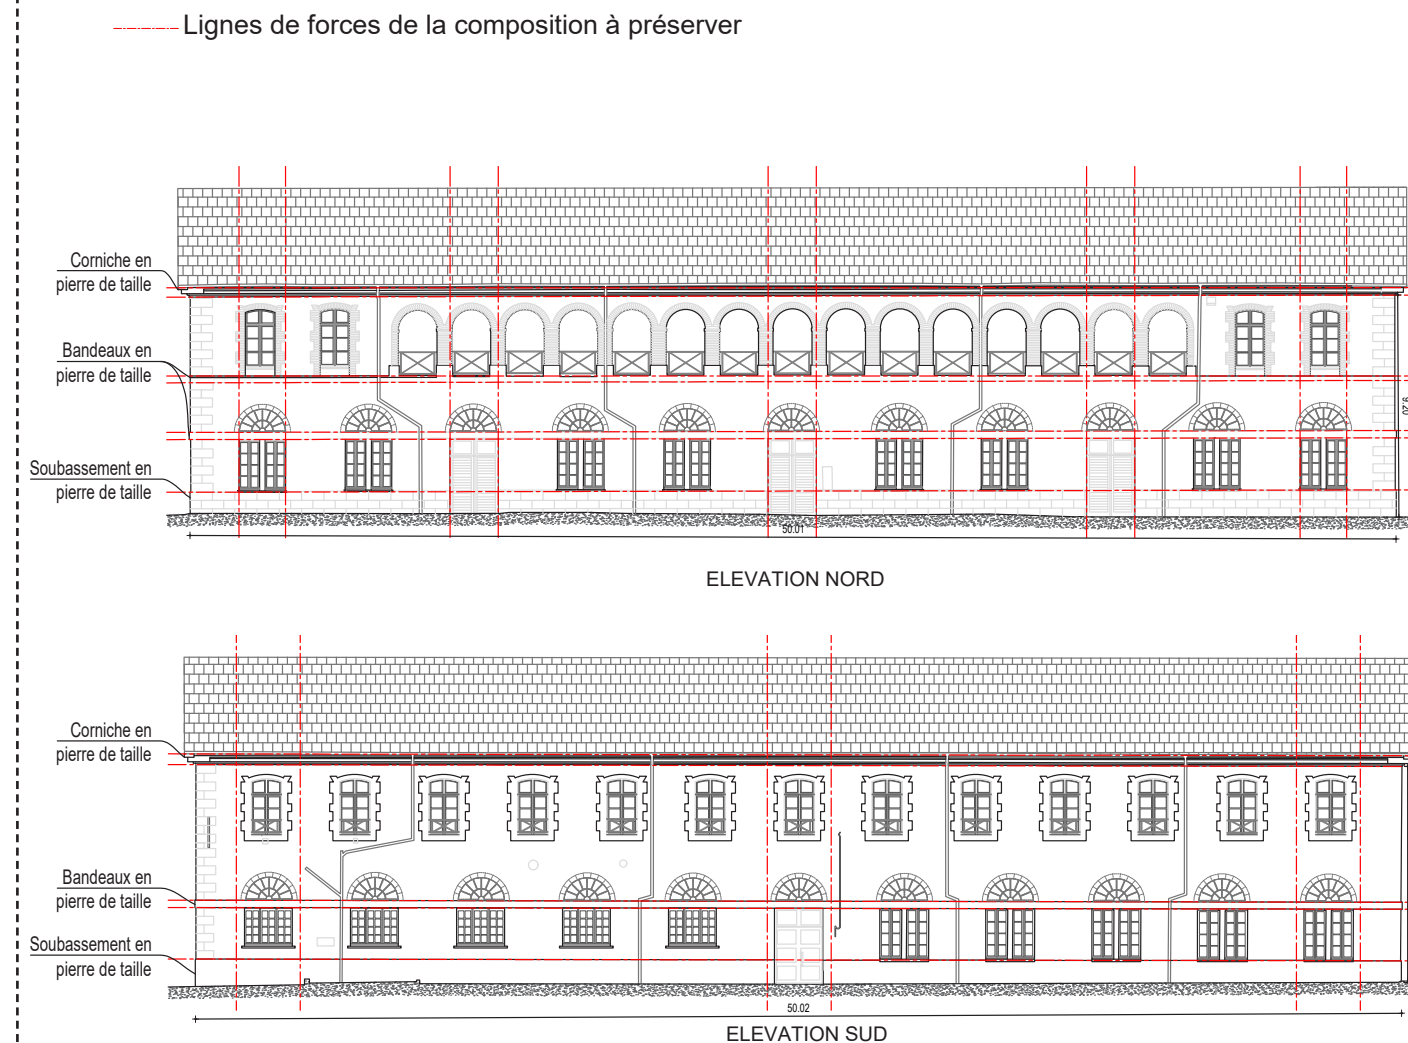 Lignes de forces de la composition à préserver
Corniche en
pierre de taille
Bandeaux en
pierre de taille
Soubassement en
pierre de taille
9.20
50.01
ELEVATION NORD
Corniche en
pierre de taille
Bandeaux en
pierre de taille
Soubassement en
pierre de taille
50.02
ELEVATION SUD